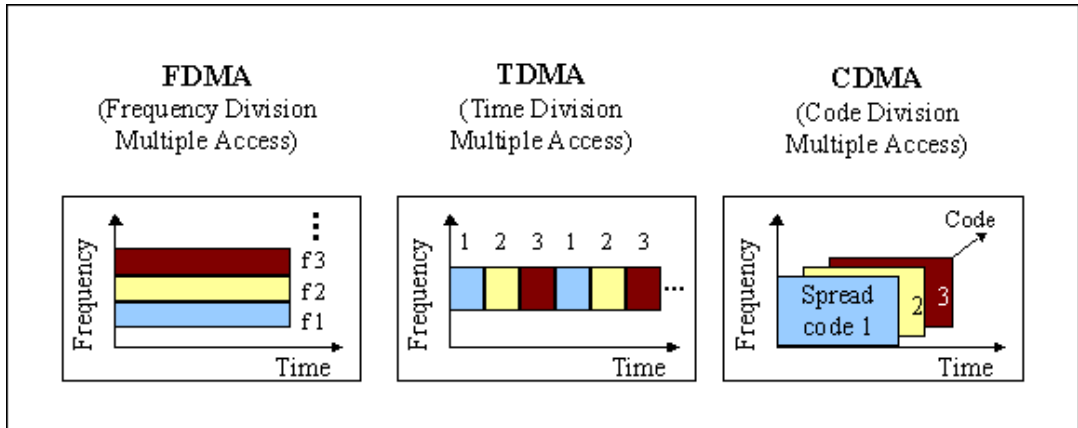 FDMA
(Frequency Division
Multiple Access)
TDMA
(Time Division
Multiple Access)
CDMA
(Code Division
Multiple Access)
Frequency
f3
f2
f1
Time
Frequency
1 2 3 1 2 3
...
Time
Frequency
Code
Spread
code 1
2
3
Time